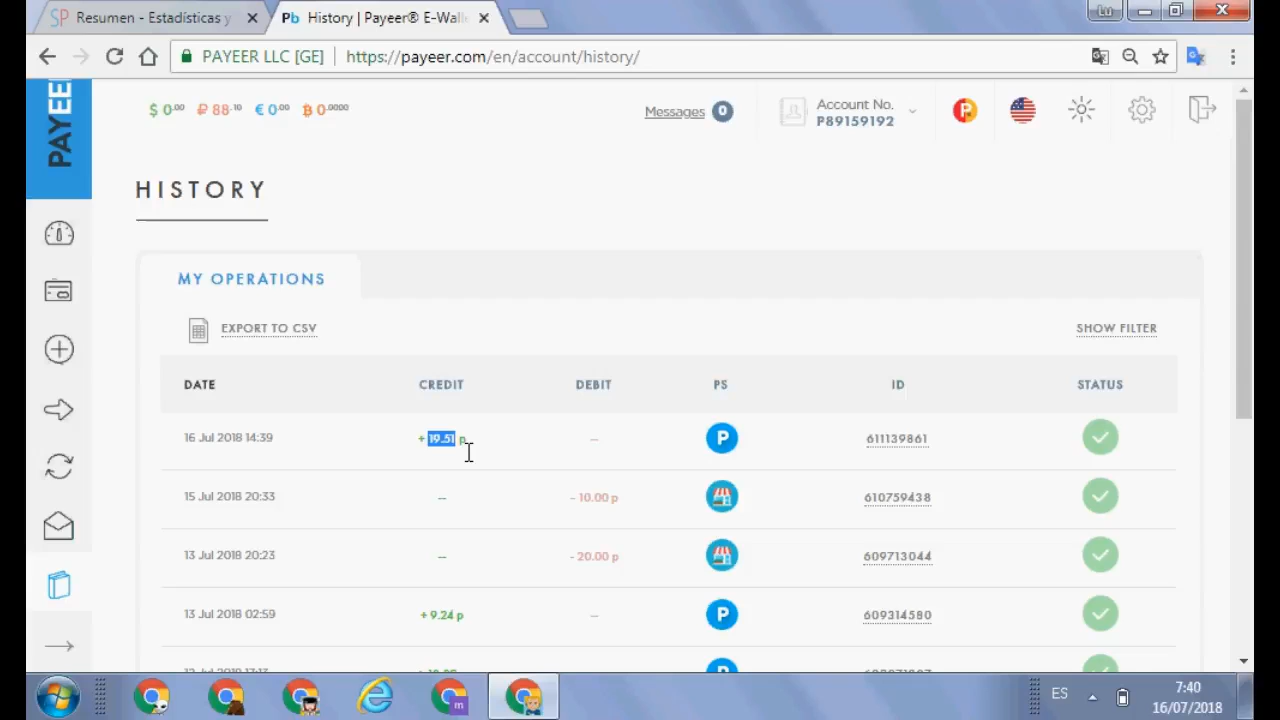 Resumen - Estadísticas y
Pb History | Payeer® E-Walle
Lu
PAYEER LLC [GE] https://payeer.com/en/account/history/
PAYEER
$ 0.00 ₽ 88.10 € 0.00 ₿ 0.0000
Messages 0
Account No.
P89159192
HISTORY
MY OPERATIONS
EXPORT TO CSV
SHOW FILTER
DATE CREDIT DEBIT PS ID STATUS
16 Jul 2018 14:39 + 19.51 p – P 611139861
15 Jul 2018 20:33 – - 10.00 p 610759438
13 Jul 2018 20:23 – - 20.00 p 609713044
13 Jul 2018 02:59 + 9.24 p – P 609314580
ES
7:40
16/07/2018